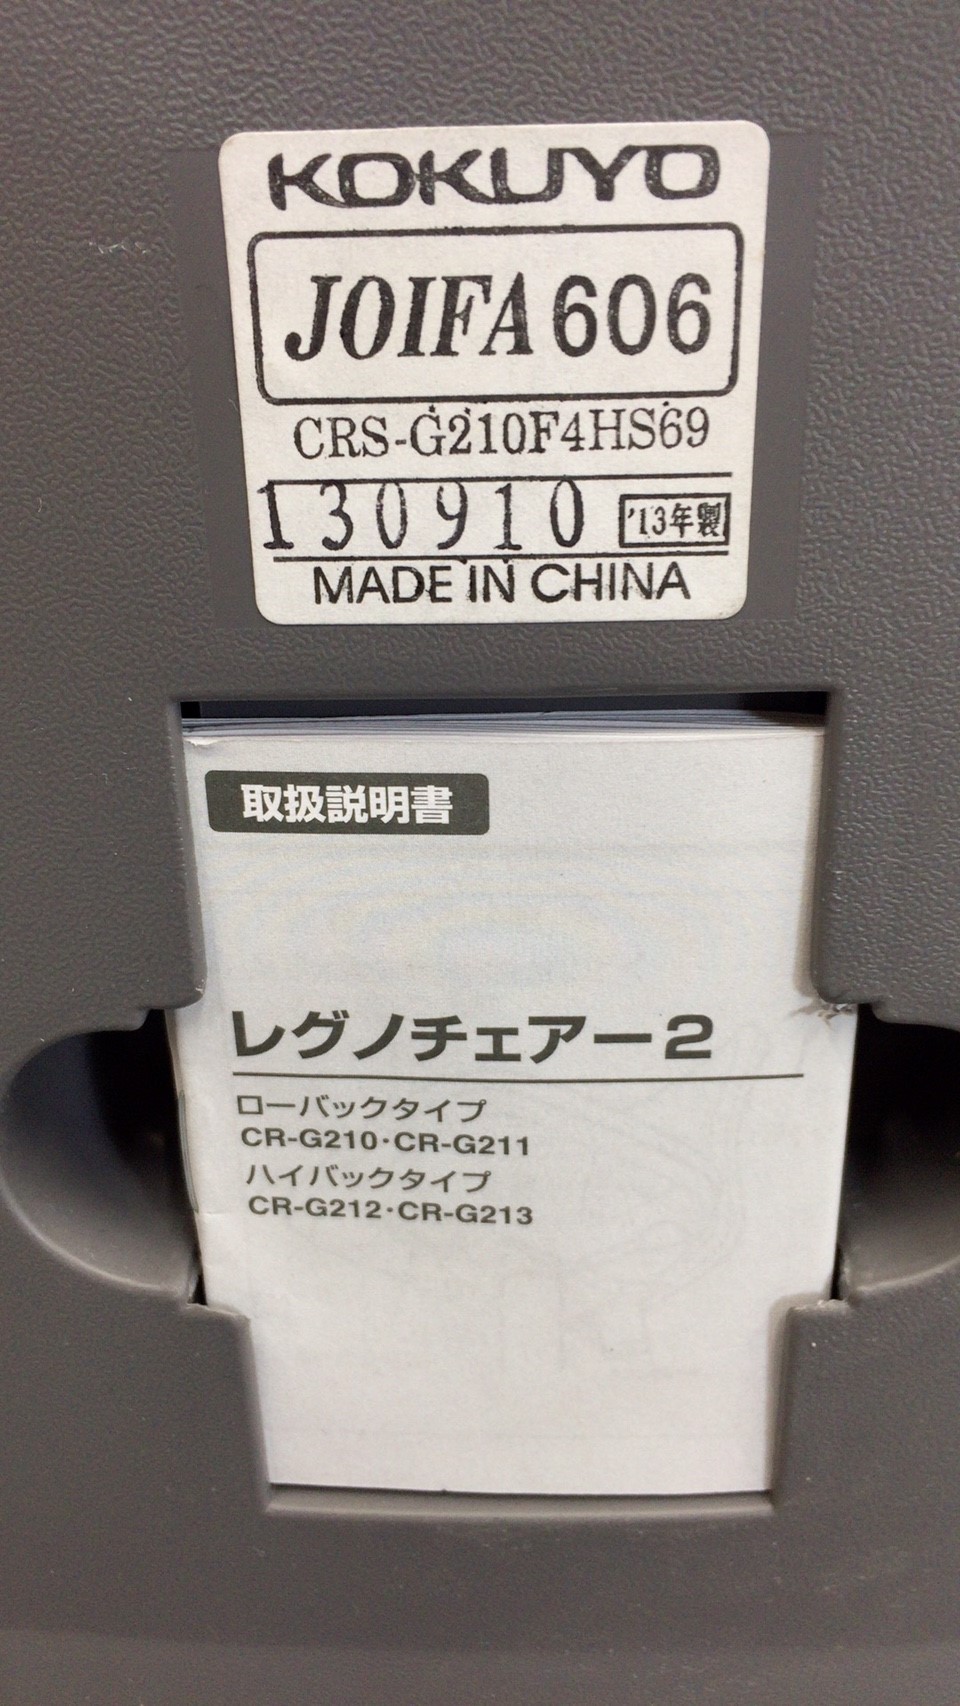 KOKUYO
JOIFA 606
CRS-G210F4HS69
130910 '13年製
MADE IN CHINA
取扱説明書
レグノチェアー2
ローバックタイプ
CR-G210・CR-G211
ハイバックタイプ
CR-G212・CR-G213